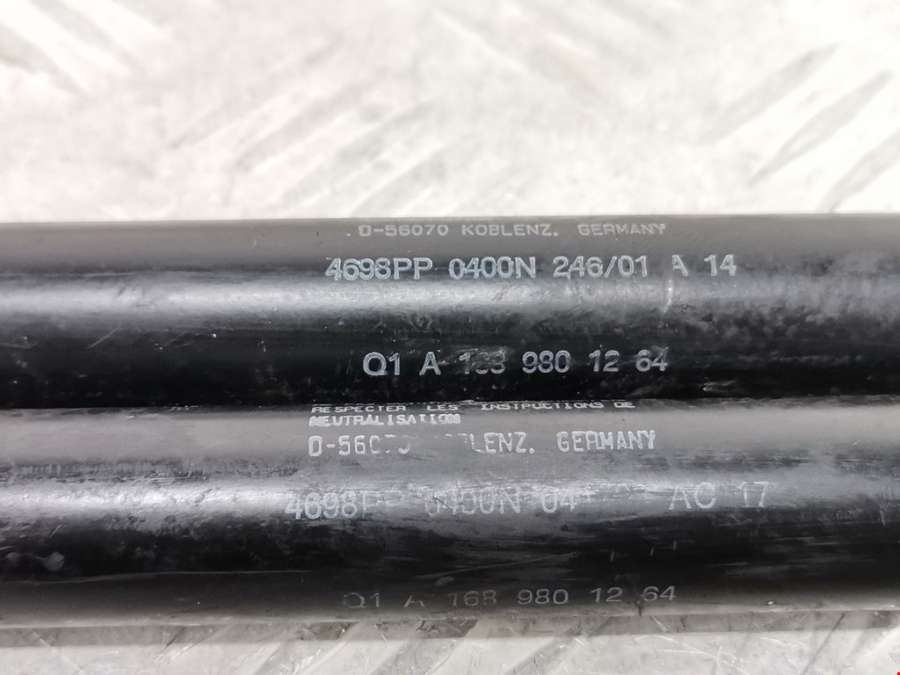 D-56070 KOBLENZ. GERMANY
4698PP 0400N 246/01 A 14
Q1 A 168 980 12 64
RESPECTER LES INSTRUCTIONS DE
NEUTRALISATION
GERMANY
4698PP 0400N 17
Q1 A 168 980 12 64